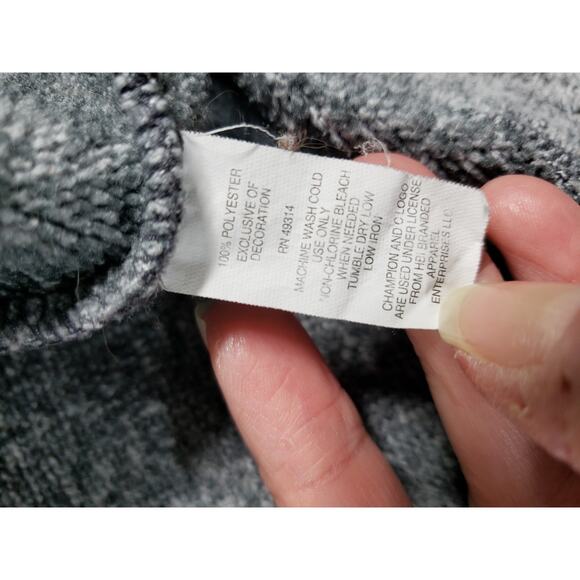 100% POLYESTER
EXCLUSIVE OF
DECORATION
RN 49314
MACHINE WASH COLD
USE ONLY
NON-CHLORINE BLEACH
WHEN NEEDED
TUMBLE DRY LOW
LOW IRON
CHAMPION AND C LOGO
ARE USED UNDER LICENSE
FROM HBI BRANDED
APPAREL
ENTERPRISES LLC